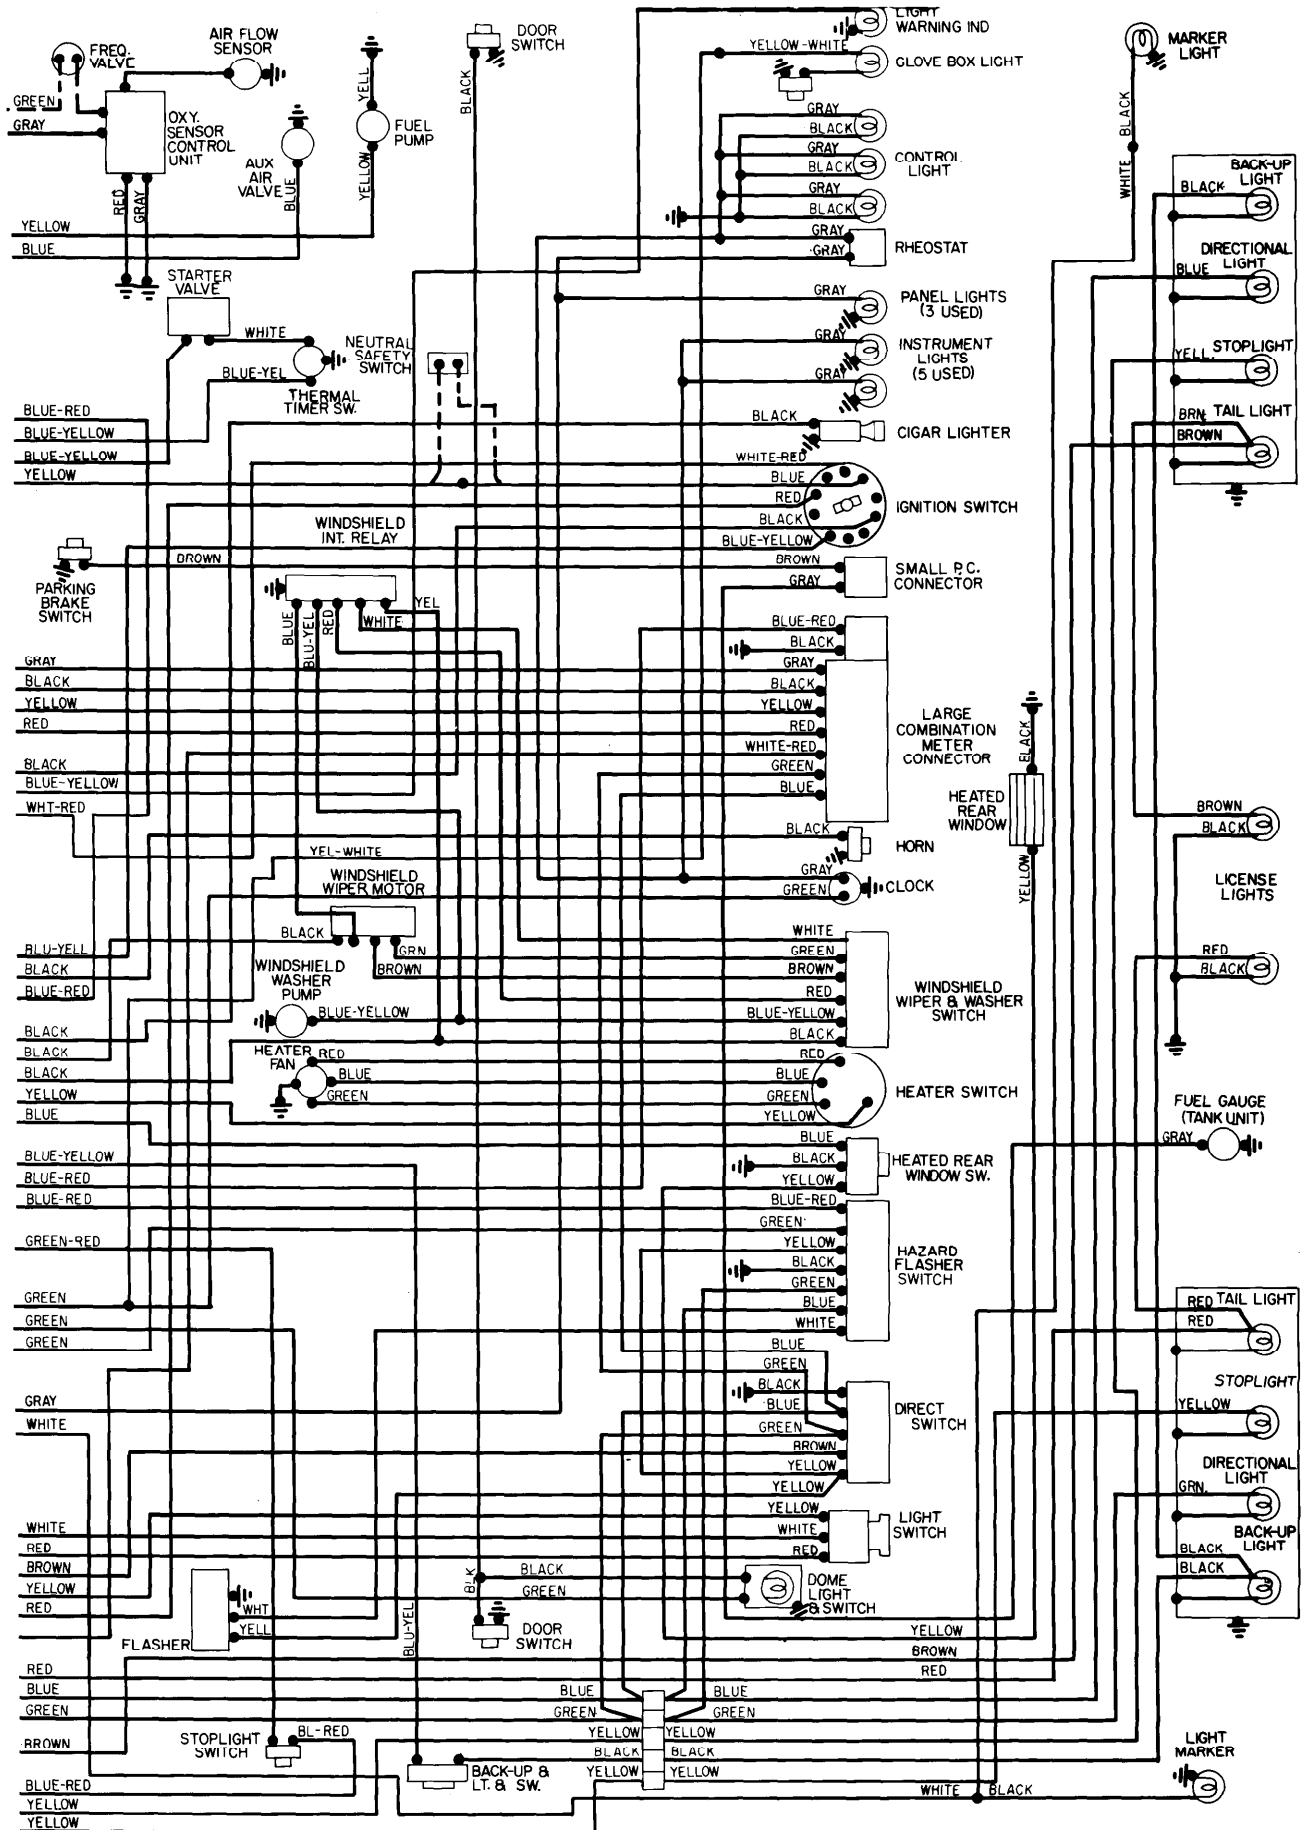 LIGHT
WARNING IND
YELLOW-WHITE
GLOVE BOX LIGHT
DOOR
SWITCH
BLACK
MARKER
LIGHT
BLACK
WHITE
FREQ.
VALVE
AIR FLOW
SENSOR
GREEN
GRAY
OXY.
SENSOR
CONTROL
UNIT
YELL
FUEL
PUMP
YELLOW
AUX
AIR
VALVE
BLUE
RED
GRAY
YELLOW
BLUE
GRAY
BLACK
GRAY
BLACK
CONTROL
LIGHT
GRAY
BLACK
GRAY
GRAY
RHEOSTAT
BACK-UP
LIGHT
BLACK
DIRECTIONAL
LIGHT
BLUE
STOPLIGHT
YELL.
TAIL LIGHT
BRN
BROWN
STARTER
VALVE
WHITE
NEUTRAL
SAFETY
SWITCH
BLUE-YEL
THERMAL
TIMER SW.
GRAY
PANEL LIGHTS
(3 USED)
GRAY
INSTRUMENT
LIGHTS
(5 USED)
GRAY
BLUE-RED
BLUE-YELLOW
BLUE-YELLOW
YELLOW
BLACK
CIGAR LIGHTER
WHITE-RED
BLUE
RED
BLACK
BLUE-YELLOW
IGNITION SWITCH
WINDSHIELD
INT. RELAY
BROWN
BROWN
GRAY
SMALL P.C.
CONNECTOR
PARKING
BRAKE
SWITCH
BLUE
BLU-YEL
RED
WHITE
YEL
BLUE-RED
BLACK
GRAY
BLACK
YELLOW
RED
WHITE-RED
GREEN
BLUE
LARGE
COMBINATION
METER
CONNECTOR
GRAY
BLACK
YELLOW
RED
BLACK
BLUE-YELLOW
WHT-RED
BLACK
HEATED
REAR
WINDOW
YELLOW
BLACK
HORN
YEL-WHITE
GRAY
GREEN
CLOCK
BROWN
BLACK
LICENSE
LIGHTS
RED
BLACK
WINDSHIELD
WIPER MOTOR
BLACK
GRN
BROWN
BLU-YELL
BLACK
BLUE-RED
WINDSHIELD
WASHER
PUMP
BLUE-YELLOW
WHITE
GREEN
BROWN
RED
BLUE-YELLOW
BLACK
WINDSHIELD
WIPER & WASHER
SWITCH
BLACK
BLACK
BLACK
YELLOW
BLUE
HEATER
FAN
RED
BLUE
GREEN
RED
BLUE
GREEN
YELLOW
HEATER SWITCH
FUEL GAUGE
(TANK UNIT)
GRAY
BLUE
BLACK
YELLOW
HEATED REAR
WINDOW SW.
BLUE-YELLOW
BLUE-RED
BLUE-RED
GREEN-RED
BLUE-RED
GREEN
YELLOW
BLACK
GREEN
BLUE
WHITE
HAZARD
FLASHER
SWITCH
GREEN
GREEN
GREEN
RED
TAIL LIGHT
RED
STOPLIGHT
YELLOW
DIRECTIONAL
LIGHT
GRN.
BACK-UP
LIGHT
BLACK
BLACK
BLUE
GREEN
BLACK
BLUE
GREEN
BROWN
YELLOW
YELLOW
DIRECT
SWITCH
GRAY
WHITE
YELLOW
WHITE
RED
LIGHT
SWITCH
WHITE
RED
BROWN
YELLOW
RED
BLK
BLACK
GREEN
DOME
LIGHT
& SWITCH
FLASHER
WHT
YELL
BLU-YEL
DOOR
SWITCH
YELLOW
BROWN
RED
RED
BLUE
GREEN
BROWN
BLUE
GREEN
YELLOW
BLACK
YELLOW
BLUE
GREEN
YELLOW
BLACK
YELLOW
STOPLIGHT
SWITCH
BL-RED
BACK-UP &
LT. & SW.
LIGHT
MARKER
WHITE
BLACK
BLUE-RED
YELLOW
YELLOW